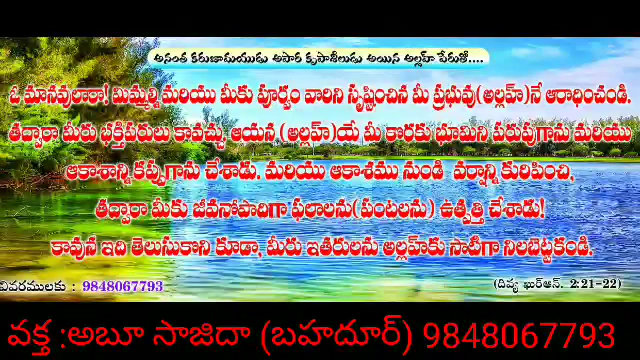 అనంత కరుణామయుడు అపార కృపాశీలుడు అయిన అల్లాహ్ పేరుతో....
ఓ మానవులారా! మిమ్మల్ని మరియు మీకు పూర్వం వారిని సృష్టించిన మీ ప్రభువు(అల్లాహ్)నే ఆరాధించండి.
తద్వారా మీరు భక్తిపరులు కావచ్చు ఆయన,(అల్లాహ్)యే మీ కొరకు భూమిని పరుపుగాను మరియు
ఆకాశాన్ని కప్పుగాను చేశాడు. మరియు ఆకాశము నుండి వర్షాన్ని కురిపించి,
తద్వారా మీకు జీవనోపాదిగా ఫలాలను(పంటలను) ఉత్పత్తి చేశాడు!
కావున ఇది తెలుసుకొని కూడా, మీరు ఇతరులను అల్లాహ్‌కు సాటిగా నిలబెట్టకండి.
వివరములకు : 9848067793
(దివ్య ఖుర్ఆన్. 2:21-22)
వక్త :అబూ సాజిదా (బహదూర్) 9848067793